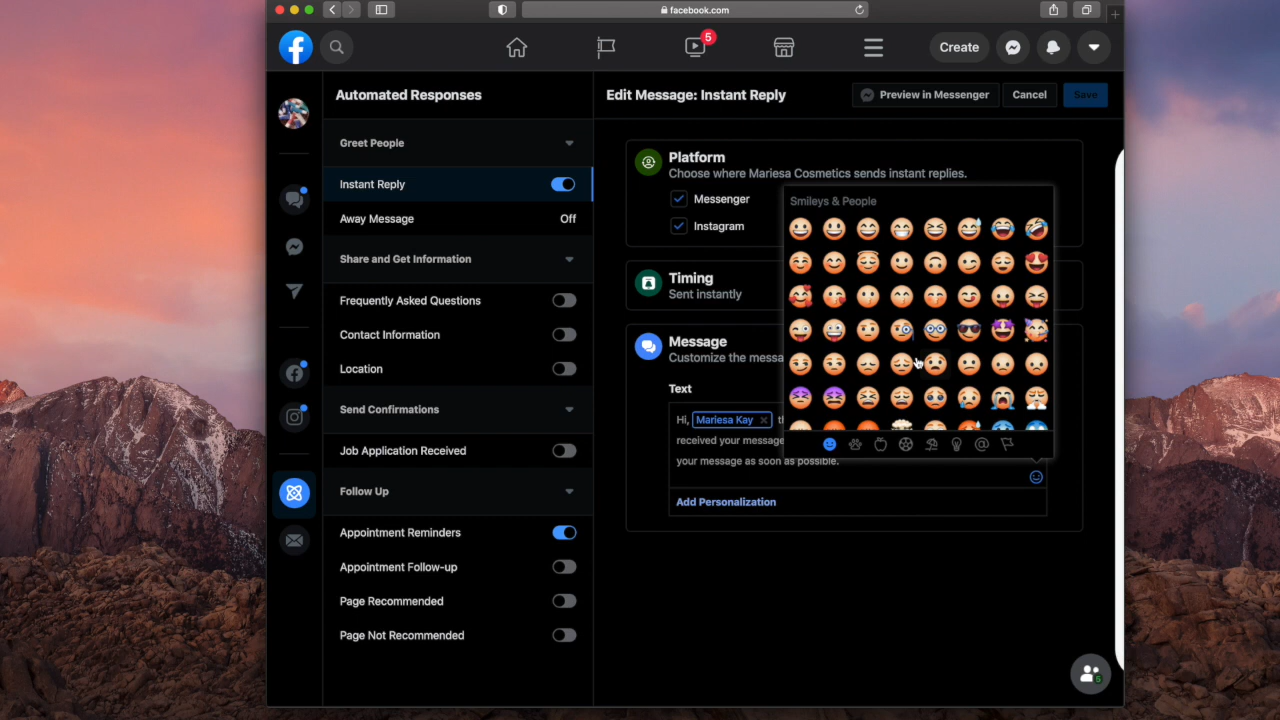 facebook.com
5
Create
Automated Responses
Greet People
Instant Reply
Away Message
Off
Share and Get Information
Frequently Asked Questions
Contact Information
Location
Send Confirmations
Job Application Received
Follow Up
Appointment Reminders
Appointment Follow-up
Page Recommended
Page Not Recommended
Edit Message: Instant Reply
Preview in Messenger
Cancel
Save
Platform
Choose where Mariesa Cosmetics sends instant replies.
Messenger
Instagram
Smileys & People
Timing
Sent instantly
Message
Customize the messa
Text
Hi, Mariesa Kay × th
received your message
your message as soon as possible.
Add Personalization
5